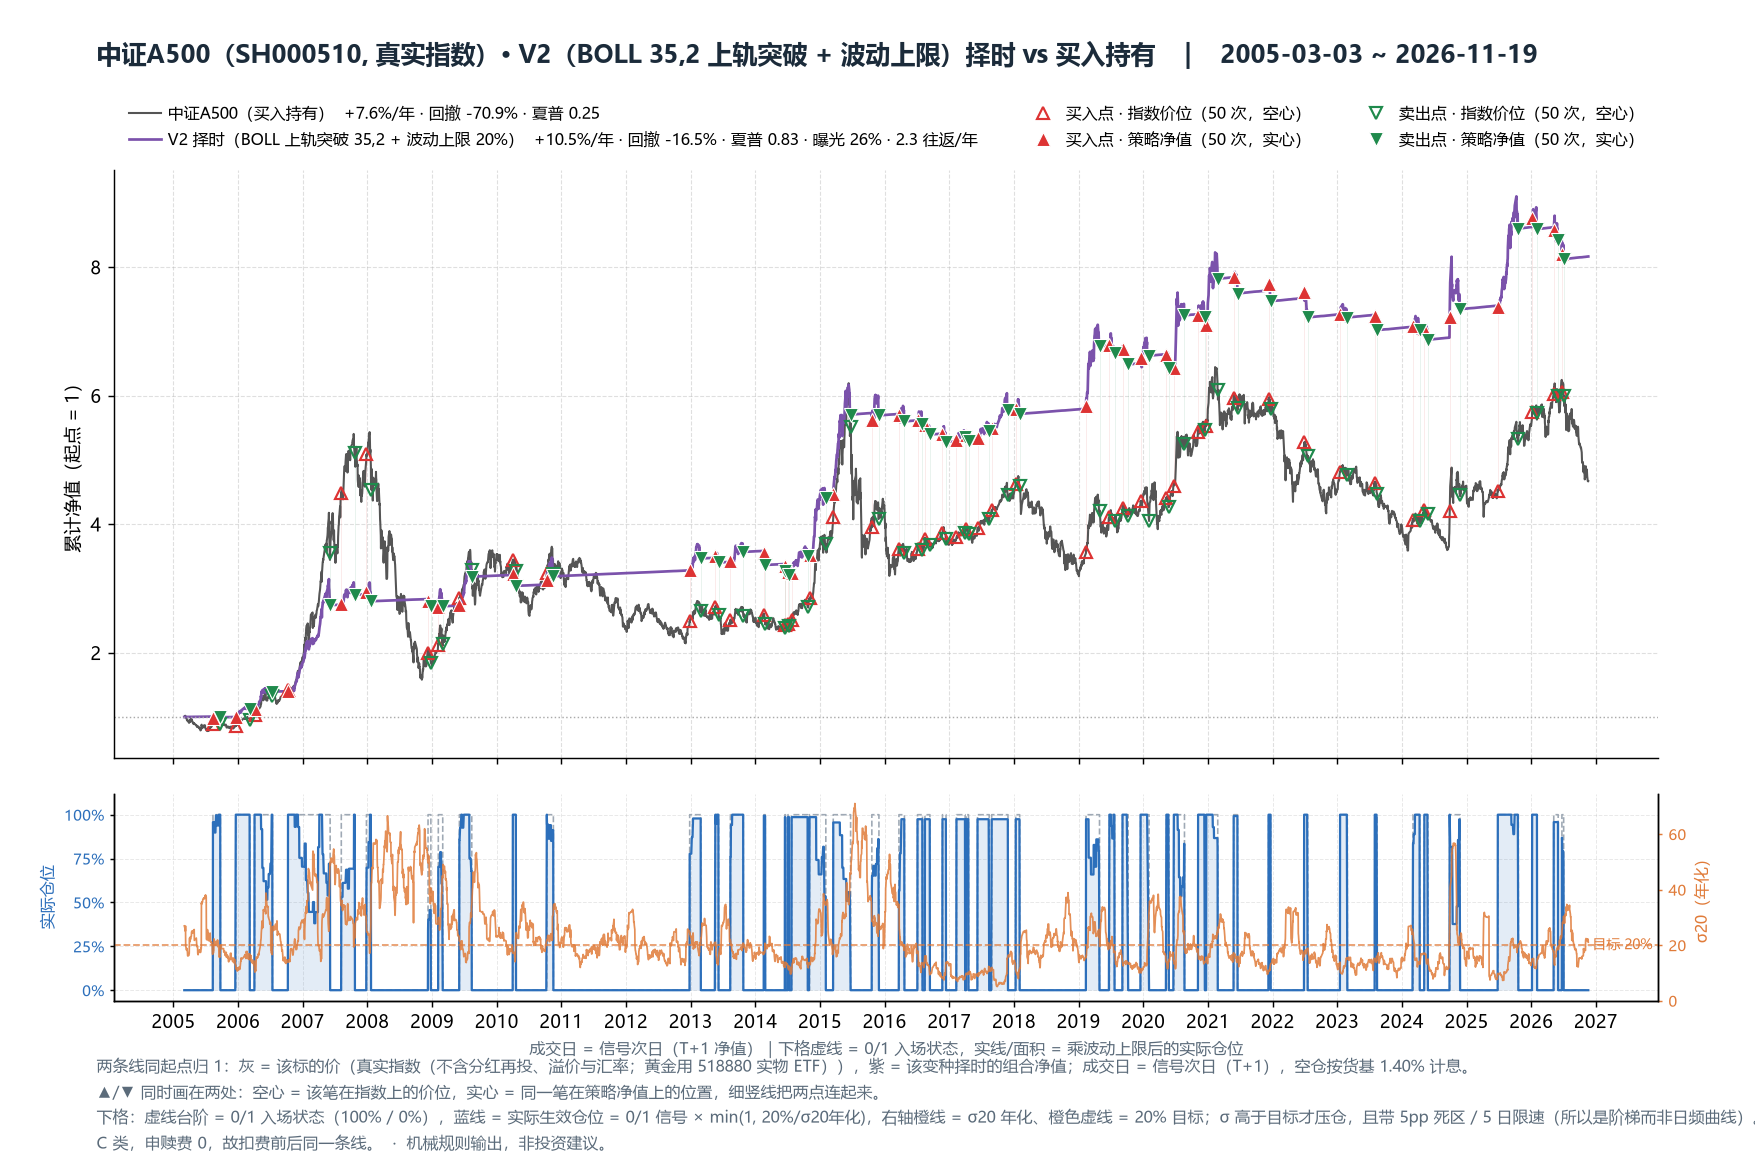 中证A500（SH000510, 真实指数）• V2（BOLL 35,2 上轨突破 + 波动上限）择时 vs 买入持有 | 2005-03-03 ~ 2026-11-19
中证A500（买入持有） +7.6%/年 · 回撤 -70.9% · 夏普 0.25
V2 择时（BOLL 上轨突破 35,2 + 波动上限 20%） +10.5%/年 · 回撤 -16.5% · 夏普 0.83 · 曝光 26% · 2.3 往返/年
买入点 · 指数价位（50 次，空心）
买入点 · 策略净值（50 次，实心）
卖出点 · 指数价位（50 次，空心）
卖出点 · 策略净值（50 次，实心）
累计净值（起点 = 1）
8
6
4
2
实际仓位
100%
75%
50%
25%
0%
60
40
20
0
σ20（年化）
目标 20%
2005 2006 2007 2008 2009 2010 2011 2012 2013 2014 2015 2016 2017 2018 2019 2020 2021 2022 2023 2024 2025 2026 2027
成交日 = 信号次日（T+1 净值）｜下格虚线 = 0/1 入场状态，实线/面积 = 乘波动上限后的实际仓位
两条线同起点归 1：灰 = 该标的价（真实指数（不含分红再投、溢价与汇率；黄金用 518880 实物 ETF）），紫 = 该变种择时的组合净值；成交日 = 信号次日（T+1），空仓按货基 1.40% 计息。
▲/▼ 同时画在两处：空心 = 该笔在指数上的价位，实心 = 同一笔在策略净值上的位置，细竖线把两点连起来。
下格：虚线台阶 = 0/1 入场状态（100% / 0%），蓝线 = 实际生效仓位 = 0/1 信号 × min(1, 20%/σ20年化)，右轴橙线 = σ20 年化、橙色虚线 = 20% 目标；σ 高于目标才压仓，且带 5pp 死区 / 5 日限速（所以是阶梯而非日频曲线）。
C 类，申赎费 0，故扣费前后同一条线。 · 机械规则输出，非投资建议。